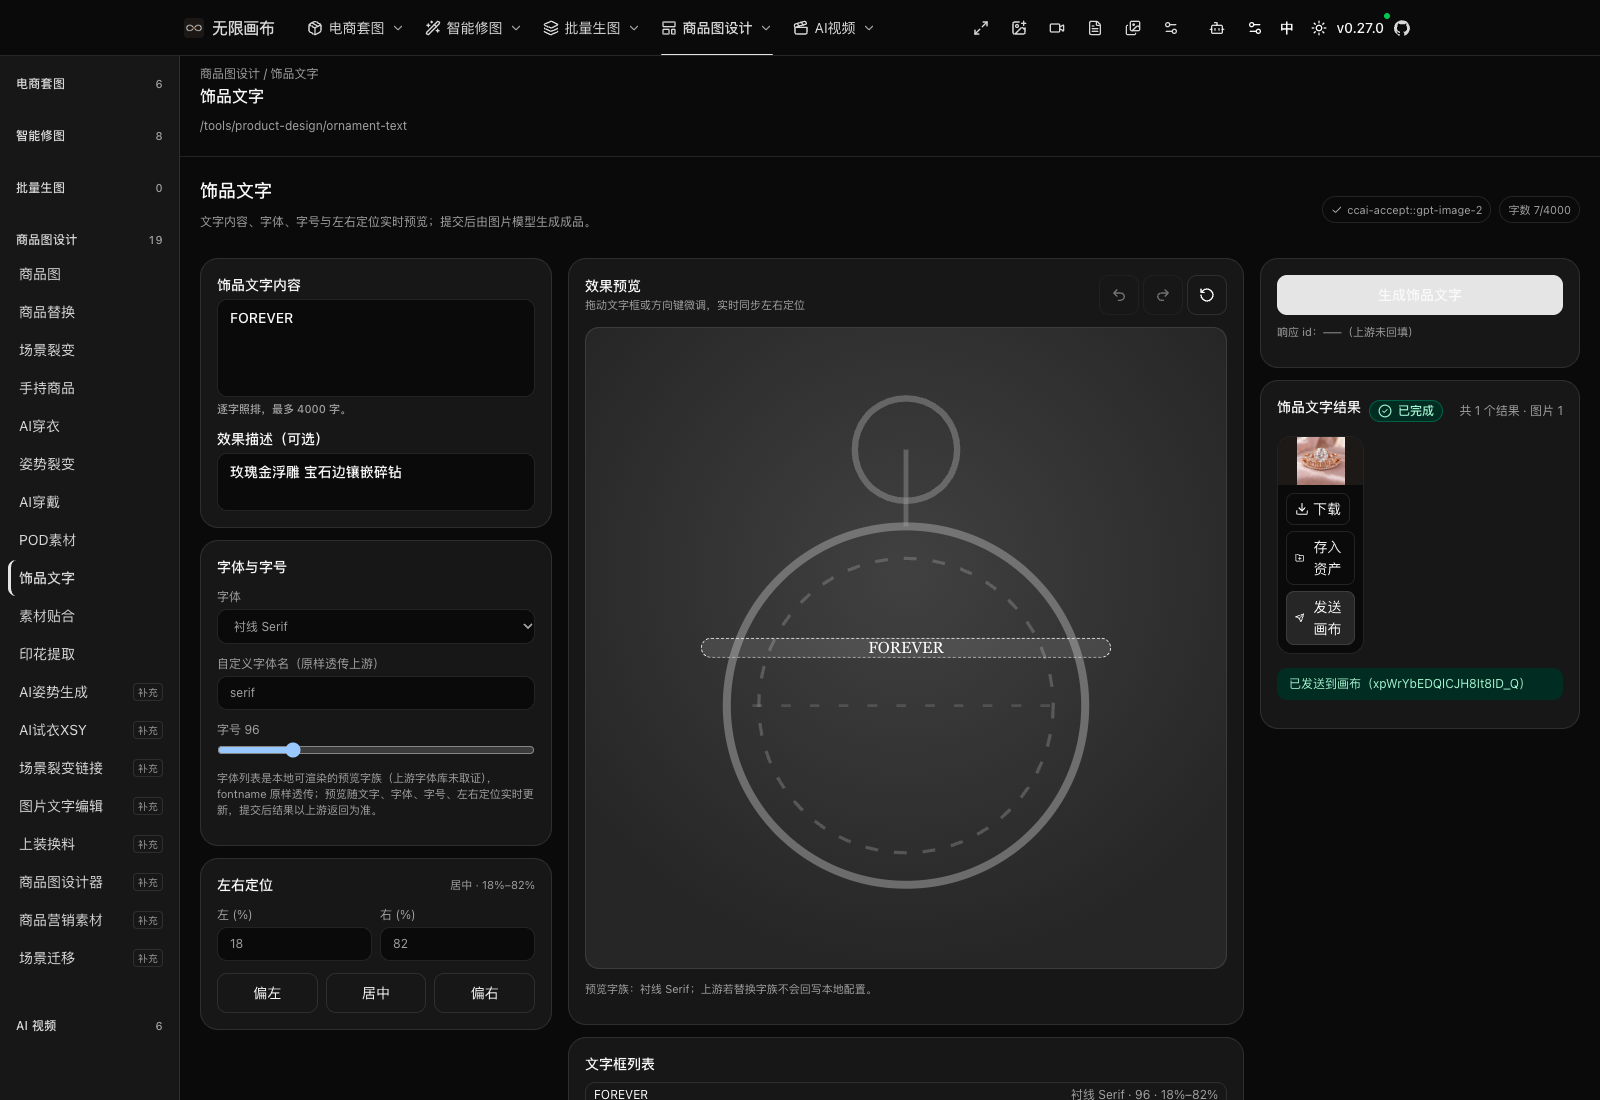 无限画布
电商套图
智能修图
批量生图
商品图设计
AI视频
中
v0.27.0
电商套图 6
智能修图 8
批量生图 0
商品图设计 19
商品图
商品替换
场景裂变
手持商品
AI穿衣
姿势裂变
AI穿戴
POD素材
饰品文字
素材贴合
印花提取
AI姿势生成 补充
AI试衣XSY 补充
场景裂变链接 补充
图片文字编辑 补充
上装换料 补充
商品图设计器 补充
商品营销素材 补充
场景迁移 补充
AI 视频 6
商品图设计 / 饰品文字
饰品文字
/tools/product-design/ornament-text
饰品文字
文字内容、字体、字号与左右定位实时预览；提交后由图片模型生成成品。
ccai-accept::gpt-image-2
字数 7/4000
饰品文字内容
FOREVER
逐字照排，最多 4000 字。
效果描述（可选）
玫瑰金浮雕 宝石边镶嵌碎钻
字体与字号
字体
衬线 Serif
自定义字体名（原样透传上游）
serif
字号 96
字体列表是本地可渲染的预览字族（上游字体库未取证），
fontname 原样透传；预览随文字、字体、字号、左右定位实时更
新，提交后结果以上游返回为准。
左右定位
居中 · 18%–82%
左 (%)
右 (%)
18
82
偏左
居中
偏右
效果预览
拖动文字框或方向键微调，实时同步左右定位
FOREVER
预览字族：衬线 Serif；上游若替换字族不会回写本地配置。
文字框列表
FOREVER
衬线 Serif · 96 · 18%–82%
生成饰品文字
响应 id：——（上游未回填）
饰品文字结果
已完成
共 1 个结果 · 图片 1
下载
存入
资产
发送
画布